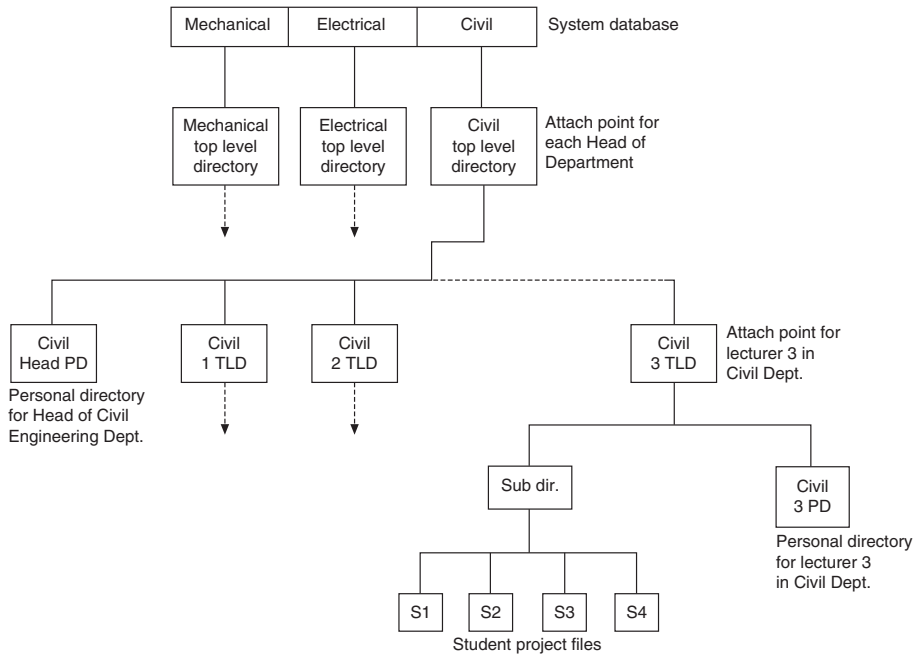 Mechanical
Electrical
Civil
System database
Mechanical
top level
directory
Electrical
top level
directory
Civil
top level
directory
Attach point for
each Head of
Department
Civil
Head PD
Personal directory
for Head of Civil
Engineering Dept.
Civil
1 TLD
Civil
2 TLD
Civil
3 TLD
Attach point for
lecturer 3 in
Civil Dept.
Sub dir.
Civil
3 PD
Personal directory
for lecturer 3
in Civil Dept.
S1
S2
S3
S4
Student project files